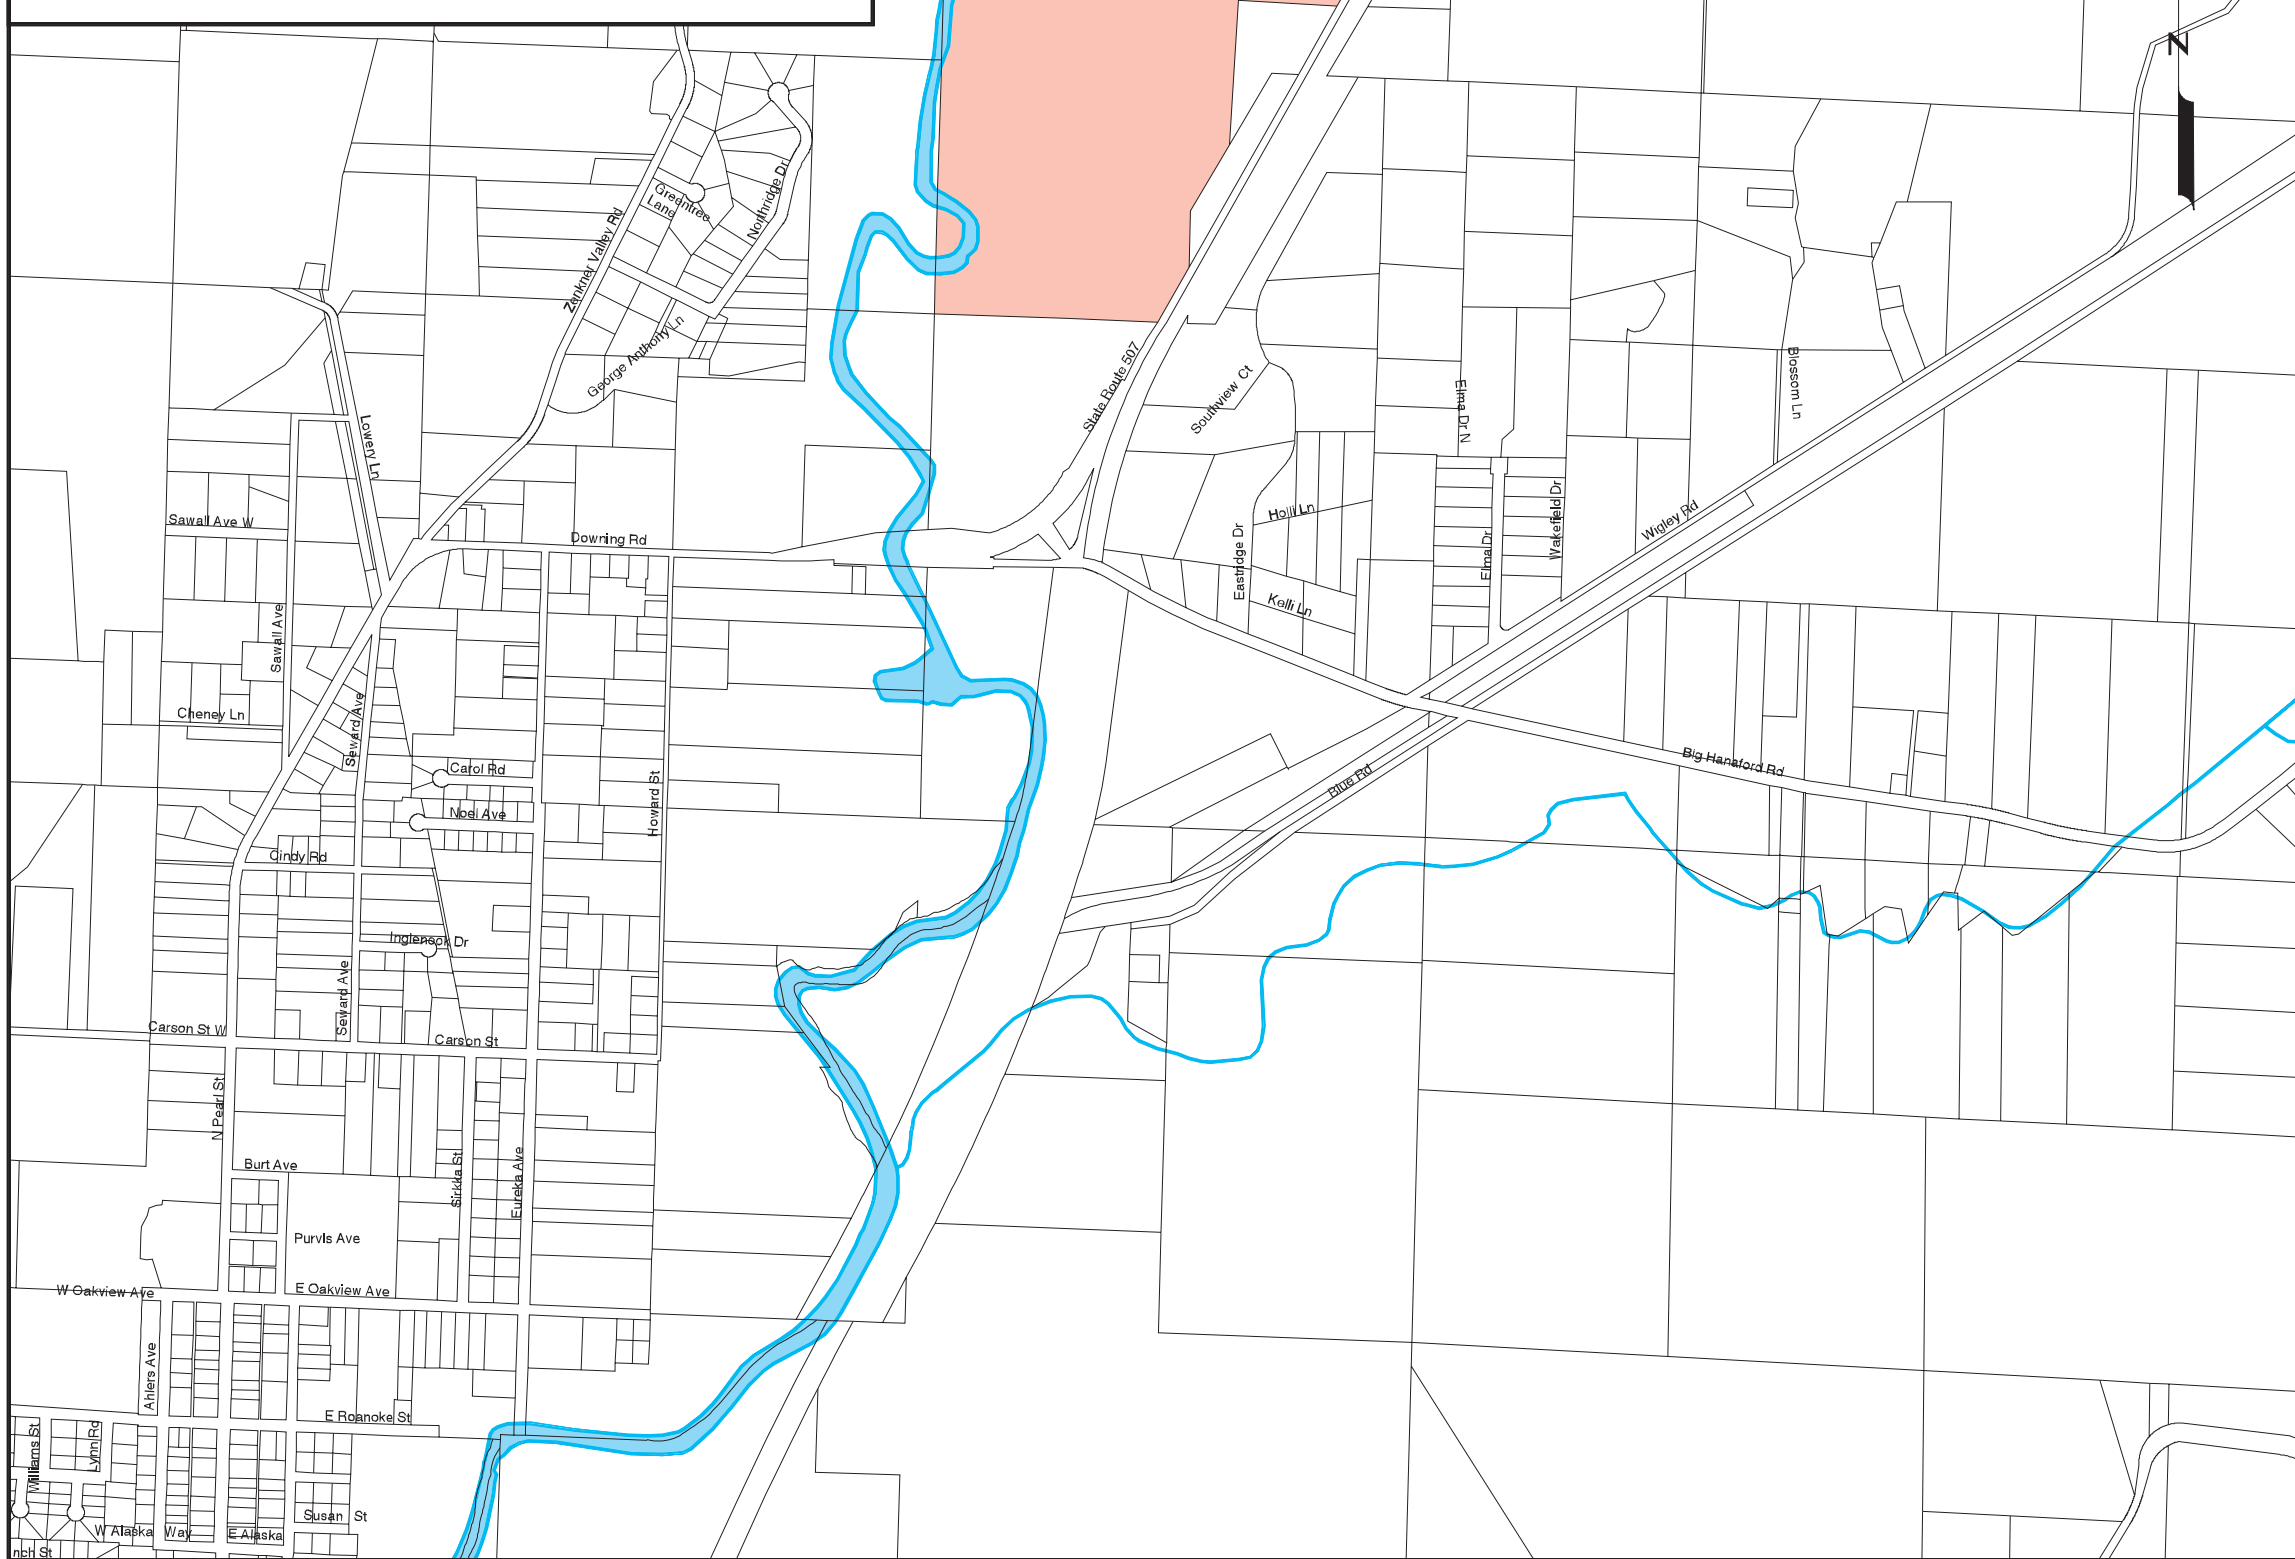 N
Greentree
Lane
Northridge Dr
Zenkner Valley Rd
George Anthony Ln
State Route 507
Southview Ct
Elma Dr N
Blossom Ln
Lowery Ln
Sawall Ave W
Downing Rd
Holli Ln
Eastridge Dr
Elma Dr
Wakefield Dr
Wigley Rd
Kelli Ln
Sawall Ave
Cheney Ln
Seward Ave
Carol Rd
Noel Ave
Howard St
Blue Rd
Big Hanaford Rd
Cindy Rd
Inglenook Dr
Seward Ave
Carson St W
Carson St
N Pearl St
Burt Ave
Sirkka St
Eureka Ave
Purvis Ave
W Oakview Ave
E Oakview Ave
Ahlers Ave
E Roanoke St
Williams St
Lynn Rd
Susan St
W Alaska Way
E Alaska
nch St